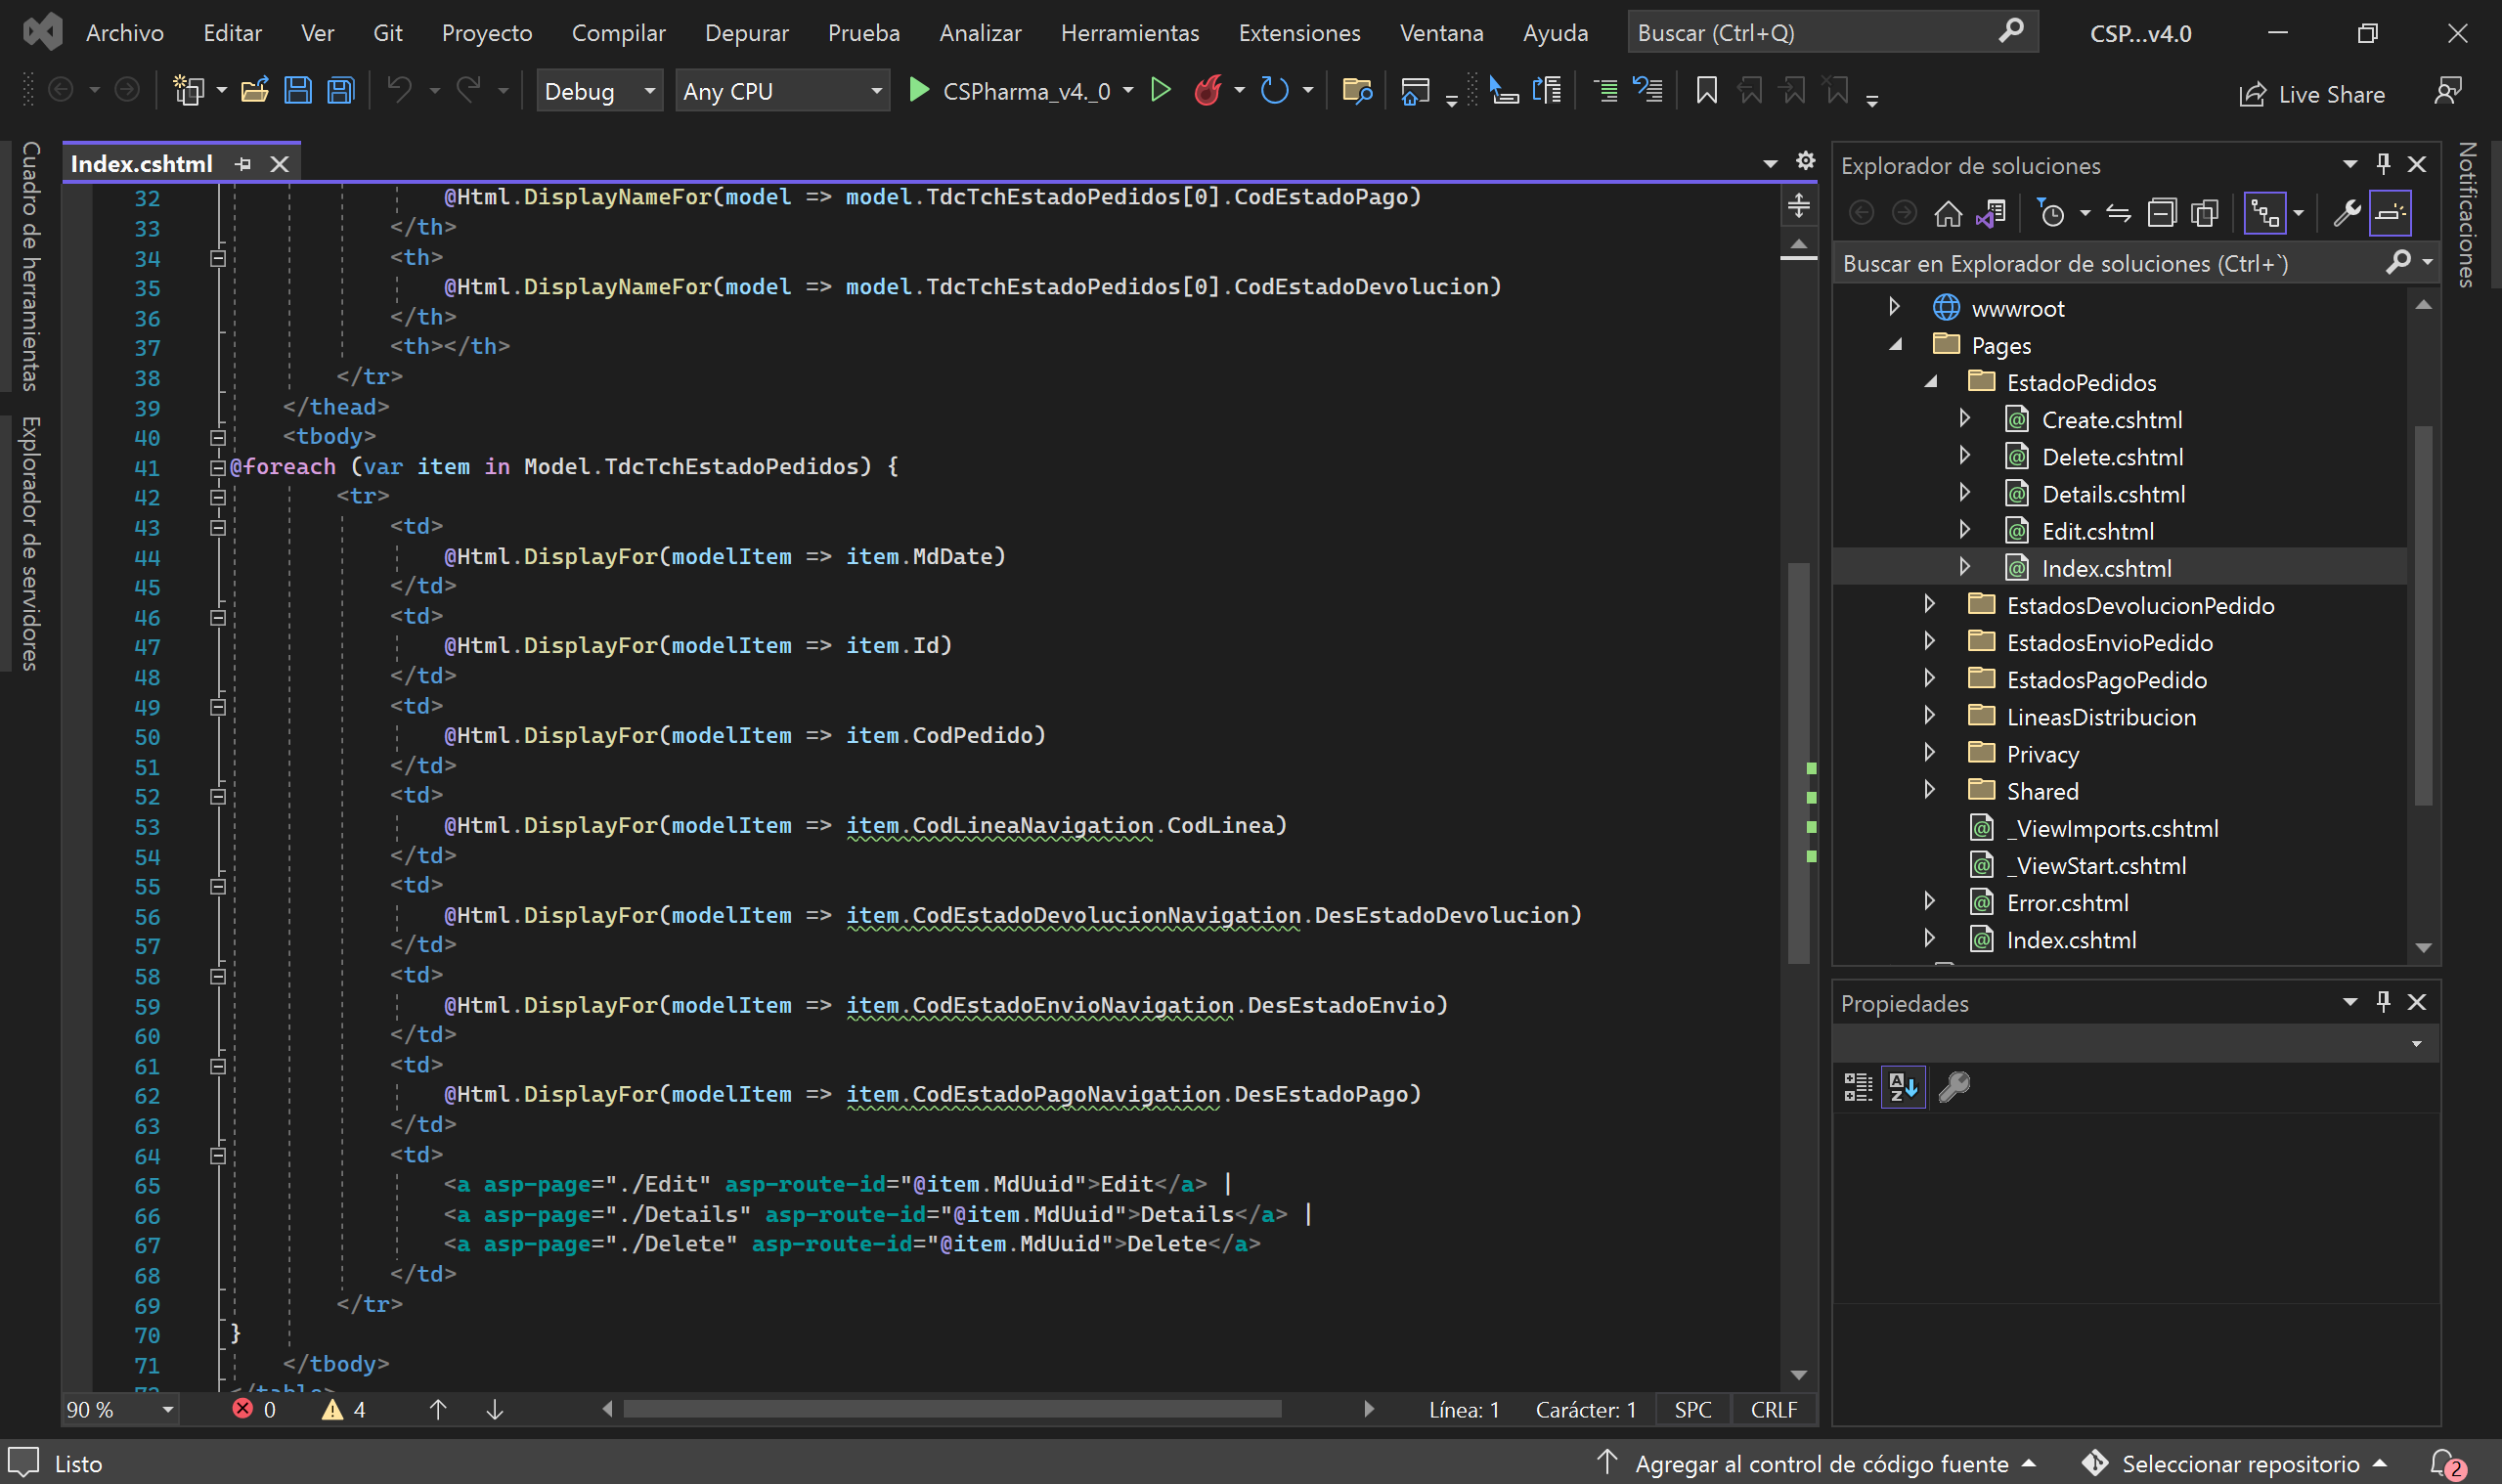 Archivo Editar Ver Git Proyecto Compilar Depurar Prueba Analizar Herramientas Extensiones Ventana Ayuda Buscar (Ctrl+Q) CSP...v4.0
Debug Any CPU CSPharma_v4._0 Live Share
Cuadro de herramientas
Explorador de servidores
Index.cshtml
32 @Html.DisplayNameFor(model => model.TdcTchEstadoPedidos[0].CodEstadoPago)
33 </th>
34 <th>
35 @Html.DisplayNameFor(model => model.TdcTchEstadoPedidos[0].CodEstadoDevolucion)
36 </th>
37 <th></th>
38 </tr>
39 </thead>
40 <tbody>
41 @foreach (var item in Model.TdcTchEstadoPedidos) {
42 <tr>
43 <td>
44 @Html.DisplayFor(modelItem => item.MdDate)
45 </td>
46 <td>
47 @Html.DisplayFor(modelItem => item.Id)
48 </td>
49 <td>
50 @Html.DisplayFor(modelItem => item.CodPedido)
51 </td>
52 <td>
53 @Html.DisplayFor(modelItem => item.CodLineaNavigation.CodLinea)
54 </td>
55 <td>
56 @Html.DisplayFor(modelItem => item.CodEstadoDevolucionNavigation.DesEstadoDevolucion)
57 </td>
58 <td>
59 @Html.DisplayFor(modelItem => item.CodEstadoEnvioNavigation.DesEstadoEnvio)
60 </td>
61 <td>
62 @Html.DisplayFor(modelItem => item.CodEstadoPagoNavigation.DesEstadoPago)
63 </td>
64 <td>
65 <a asp-page="./Edit" asp-route-id="@item.MdUuid">Edit</a> |
66 <a asp-page="./Details" asp-route-id="@item.MdUuid">Details</a> |
67 <a asp-page="./Delete" asp-route-id="@item.MdUuid">Delete</a>
68 </td>
69 </tr>
70 }
71 </tbody>
72 </table>
90 % 0 4 Línea: 1 Carácter: 1 SPC CRLF
Explorador de soluciones
Buscar en Explorador de soluciones (Ctrl+`)
wwwroot
Pages
EstadoPedidos
Create.cshtml
Delete.cshtml
Details.cshtml
Edit.cshtml
Index.cshtml
EstadosDevolucionPedido
EstadosEnvioPedido
EstadosPagoPedido
LineasDistribucion
Privacy
Shared
_ViewImports.cshtml
_ViewStart.cshtml
Error.cshtml
Index.cshtml
Propiedades
Notificaciones
Listo Agregar al control de código fuente Seleccionar repositorio 2